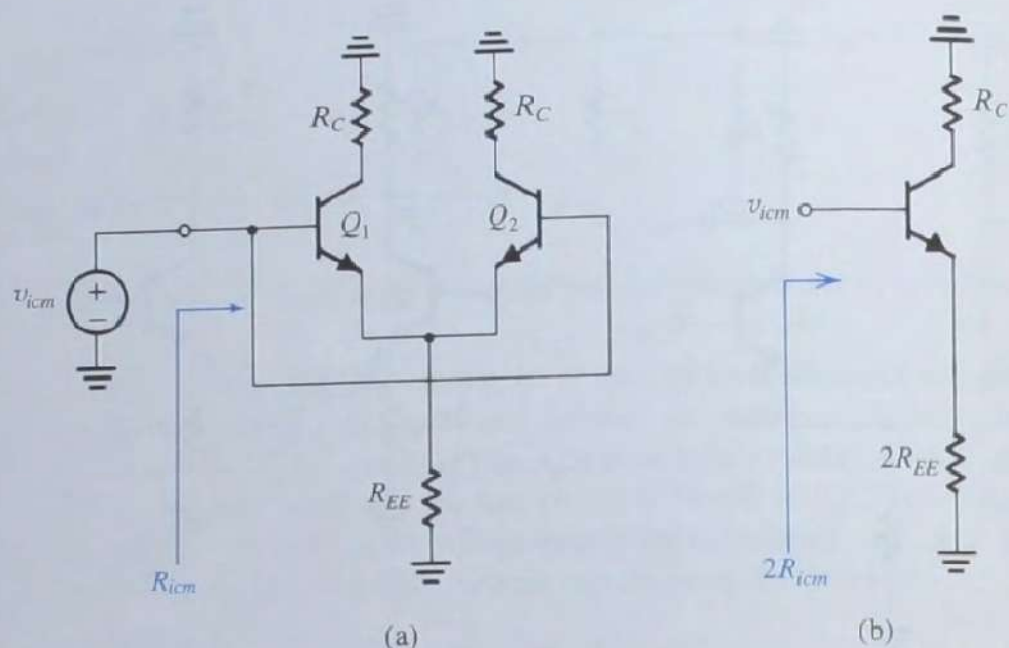 R_C
R_C
R_C
Q_1
Q_2
v_icm
v_icm
+
−
R_EE
2R_EE
R_icm
2R_icm
(a)
(b)